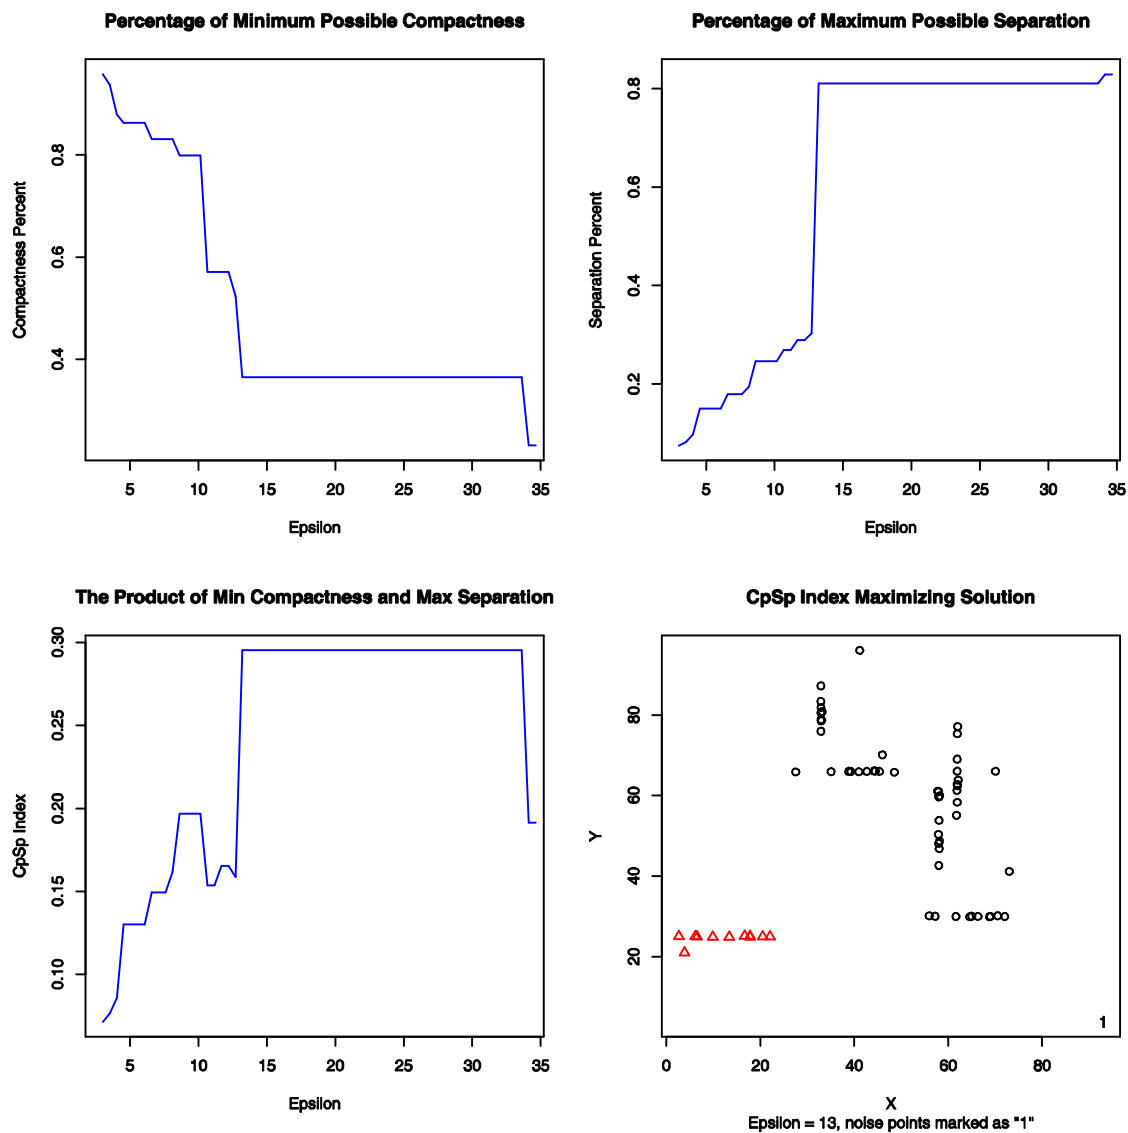 Percentage of Minimum Possible Compactness
Compactness Percent
0.4 0.6 0.8
5 10 15 20 25 30 35
Epsilon
Percentage of Maximum Possible Separation
Separation Percent
0.2 0.4 0.6 0.8
5 10 15 20 25 30 35
Epsilon
The Product of Min Compactness and Max Separation
CpSp Index
0.10 0.15 0.20 0.25 0.30
5 10 15 20 25 30 35
Epsilon
CpSp Index Maximizing Solution
Y
20 40 60 80
1
0 20 40 60 80
X
Epsilon = 13, noise points marked as "1"